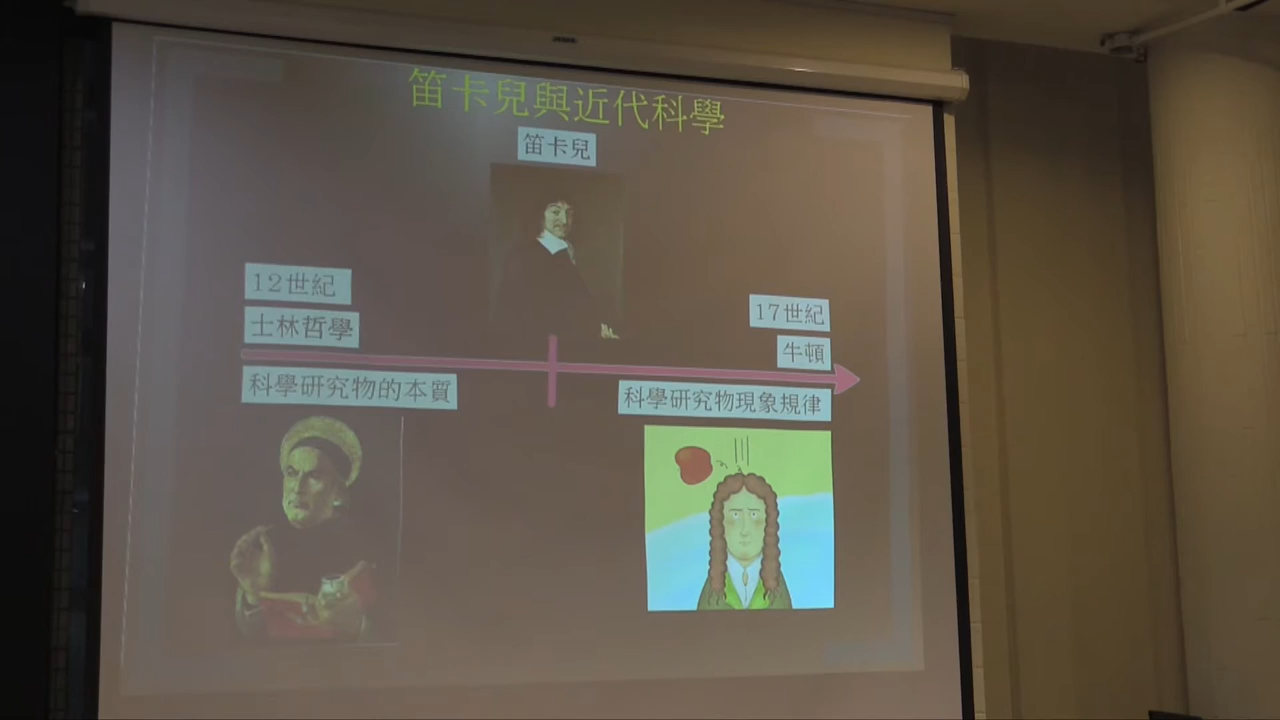 笛卡兒與近代科學
笛卡兒
12世紀
士林哲學
科學研究物的本質
17世紀
牛頓
科學研究物現象規律